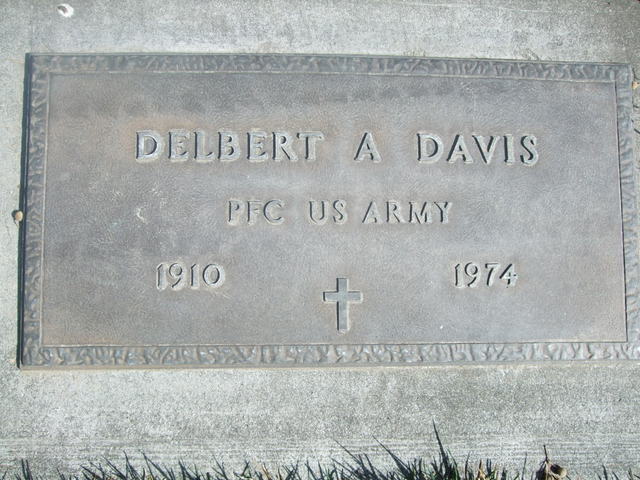 DELBERT A DAVIS
PFC US ARMY
1910 1974